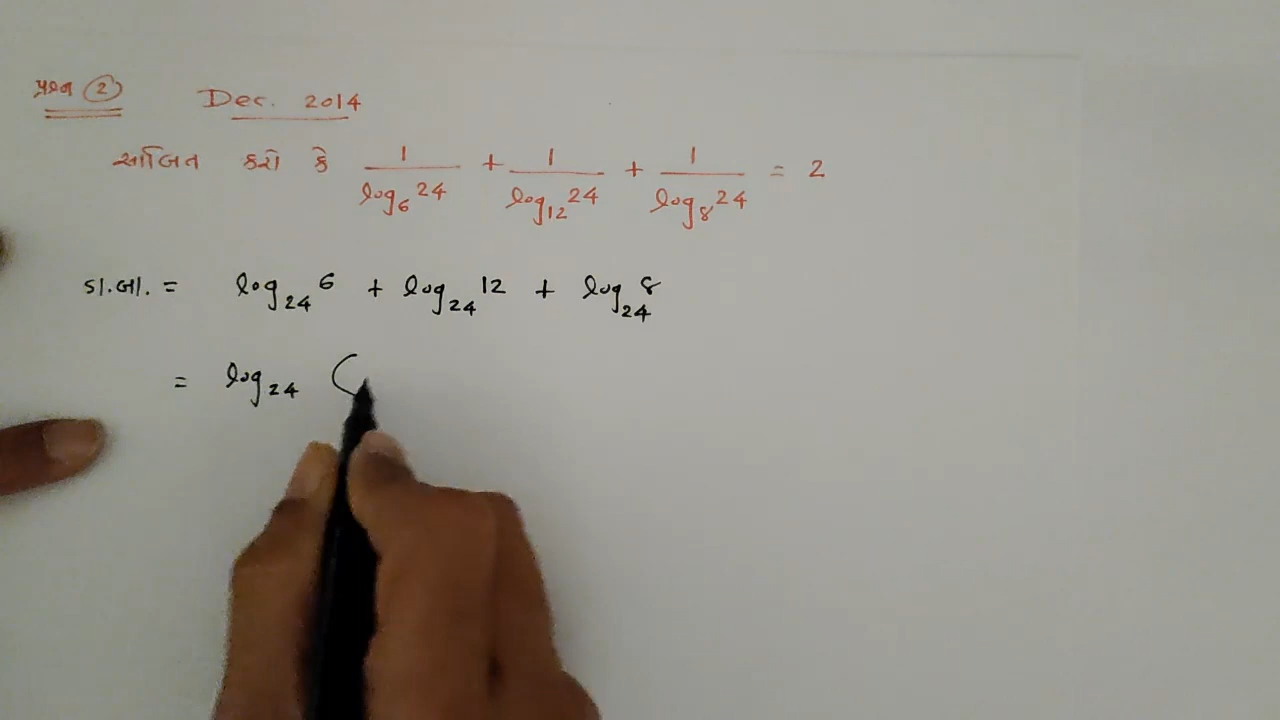 પ્રશ્ન 2 Dec. 2014
સાબિત કરો કે 1/log₆24 + 1/log₁₂24 + 1/log₈24 = 2
ડા.બા. = log₂₄6 + log₂₄12 + log₂₄8
= log₂₄ (